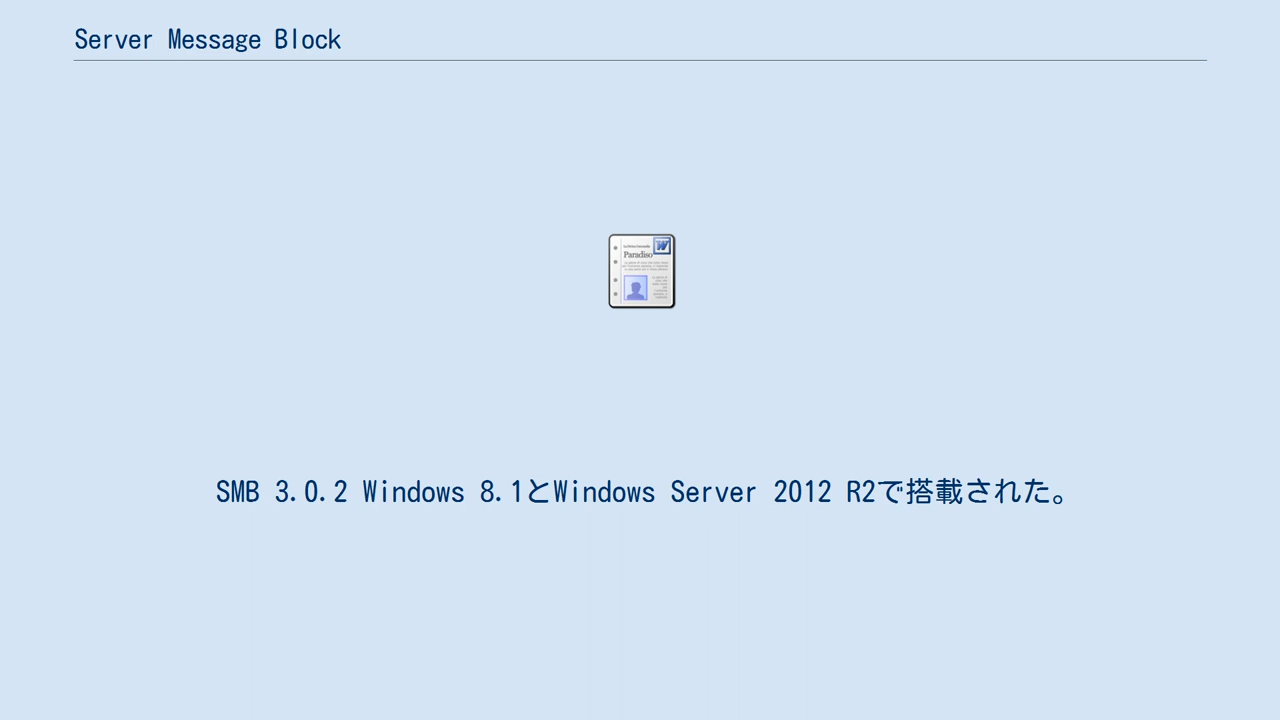 Server Message Block
Paradiso
SMB 3.0.2 Windows 8.1とWindows Server 2012 R2で搭載された。